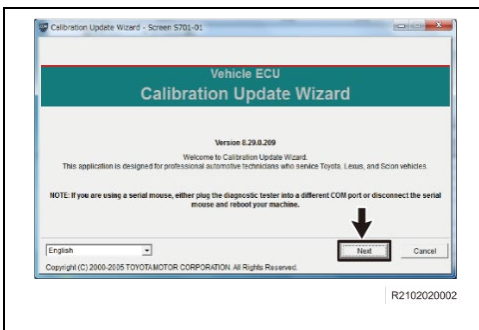 Calibration Update Wizard - Screen S701-01
Vehicle ECU
Calibration Update Wizard
Version 8.29.0.209
Welcome to Calibration Update Wizard.
This application is designed for professional automotive technicians who service Toyota, Lexus, and Scion vehicles.
NOTE: If you are using a serial mouse, either plug the diagnostic tester into a different COM port or disconnect the serial
mouse and reboot your machine.
English
Next
Cancel
Copyright (C) 2000-2005 TOYOTA MOTOR CORPORATION. All Rights Reserved.
R2102020002